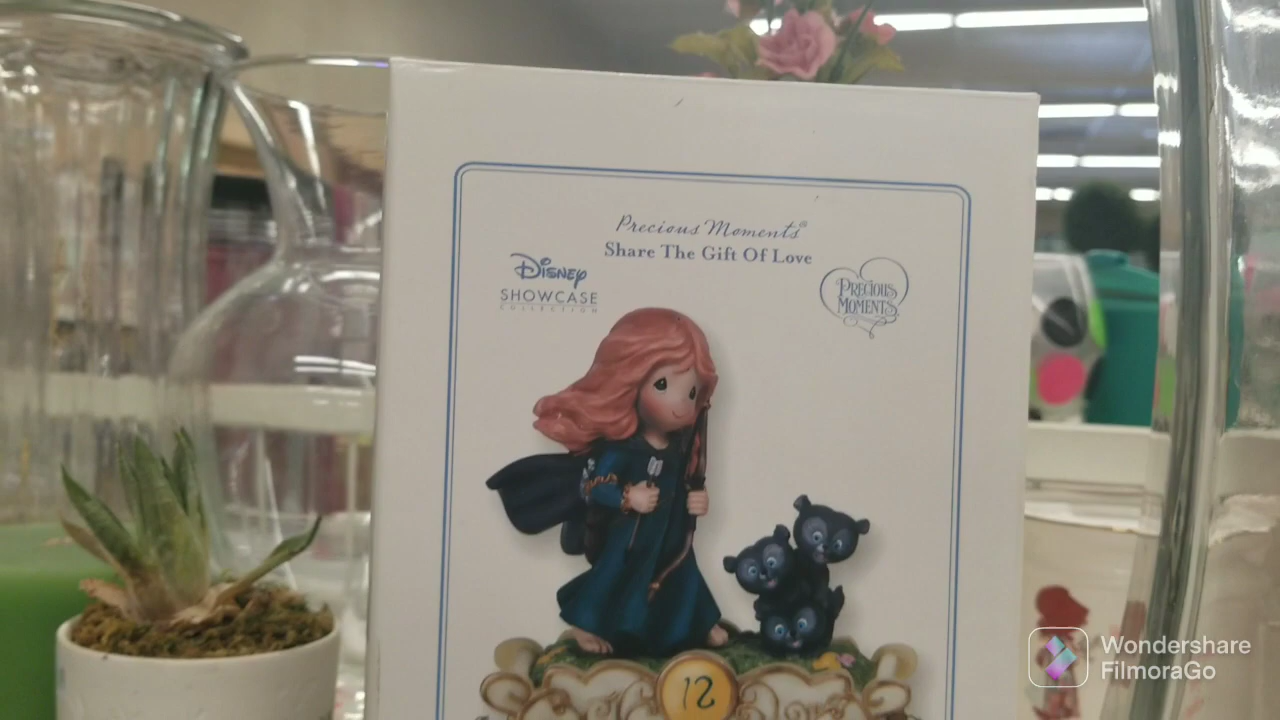 Precious Moments®
Share The Gift Of Love
Disney
SHOWCASE
COLLECTION
PRECIOUS
MOMENTS
12
Wondershare
FilmoraGo